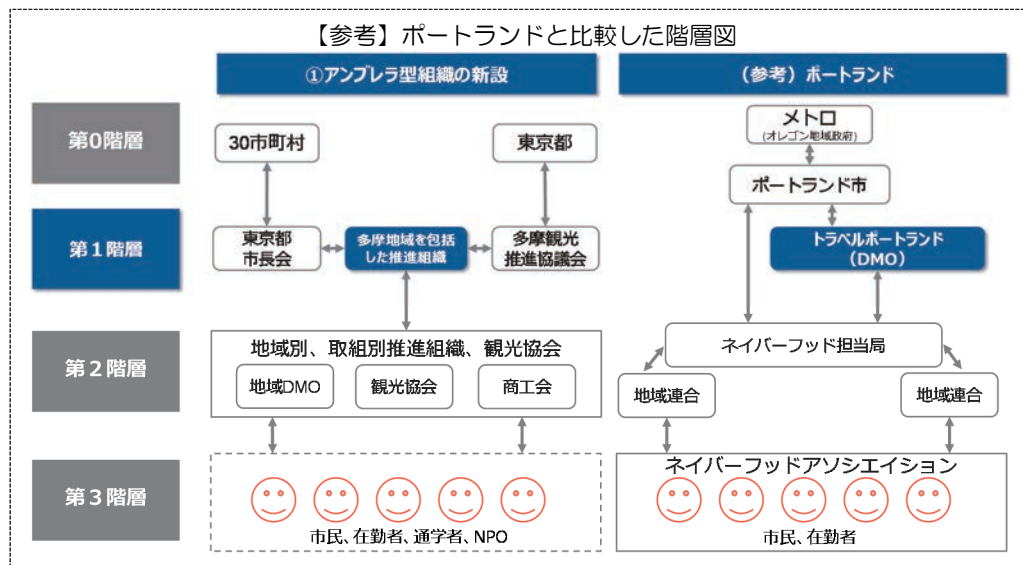 【参考】ポートランドと比較した階層図
①アンブレラ型組織の新設
(参考)ポートランド
第0階層
30市町村
東京都
メトロ
(オレゴン地域政府)
ポートランド市
第1階層
東京都
市長会
多摩地域を包括
した推進組織
多摩観光
推進協議会
トラベルポートランド
(DMO)
第2階層
地域別、取組別推進組織、観光協会
地域DMO
観光協会
商工会
ネイバーフッド担当局
地域連合
地域連合
第3階層
市民、在勤者、通学者、NPO
ネイバーフッドアソシエイション
市民、在勤者